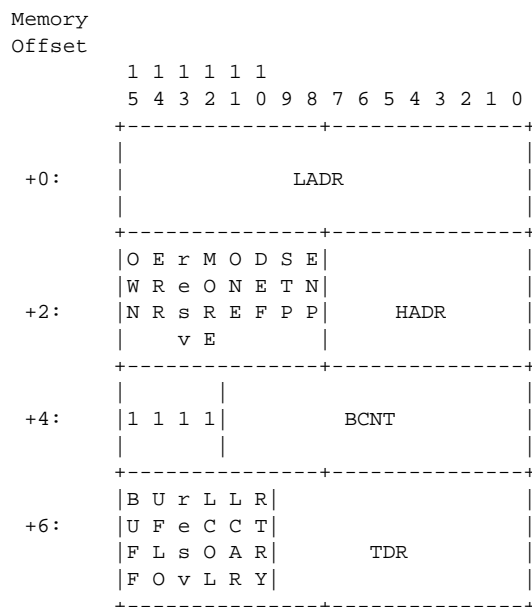 Memory
Offset
1 1 1 1 1 1
5 4 3 2 1 0 9 8 7 6 5 4 3 2 1 0
+---------------+---------------+
| |
+0: | LADR |
| |
+---------------+---------------+
|O E r M O D S E| |
|W R e O N E T N| |
+2: |N R s R E F P P| HADR |
| v E | |
+---------------+---------------+
| | |
+4: |1 1 1 1| BCNT |
| | |
+---------------+---------------+
|B U r L L R| |
+6: |U F e C C T| |
|F L s O A R| TDR |
|F O v L R Y| |
+---------------+---------------+